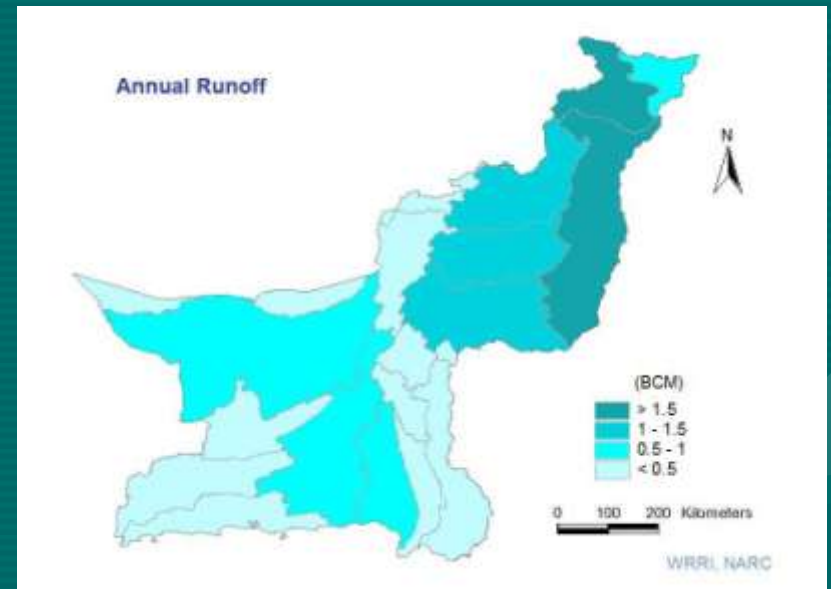 Annual Runoff
N
(BCM)
> 1.5
1 - 1.5
0.5 - 1
< 0.5
0 100 200 Kilometers
WRRI, NARC